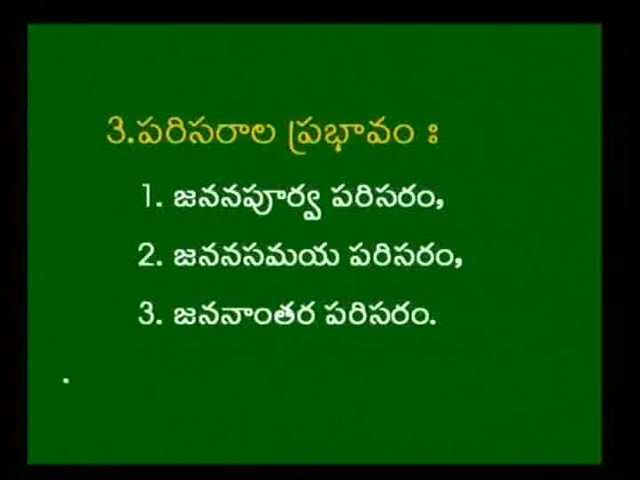 3.పరిసరాల ప్రభావం :
1. జననపూర్వ పరిసరం,
2. జననసమయ పరిసరం,
3. జననాంతర పరిసరం.
.